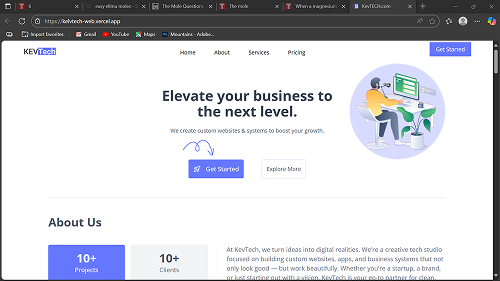 6
easy elima moles - S
The Mole Question:
The mole
When a magnesium
KevTECH.com
https://kelvtech-web.vercel.app
Import favorites
Gmail
YouTube
Maps
Mountains - Adobe...
KEVTech
Home
About
Services
Pricing
Get Started
Elevate your business to
the next level.
We create custom websites & systems to boost your growth.
Get Started
Explore More
About Us
10+
Projects
10+
Clients
At KevTech, we turn ideas into digital realities. We're a creative tech studio
focused on building custom websites, apps, and business systems that not
only look good — but work beautifully. Whether you're a startup, a brand,
or just starting out with a vision, KevTech is your go-to partner for clean,